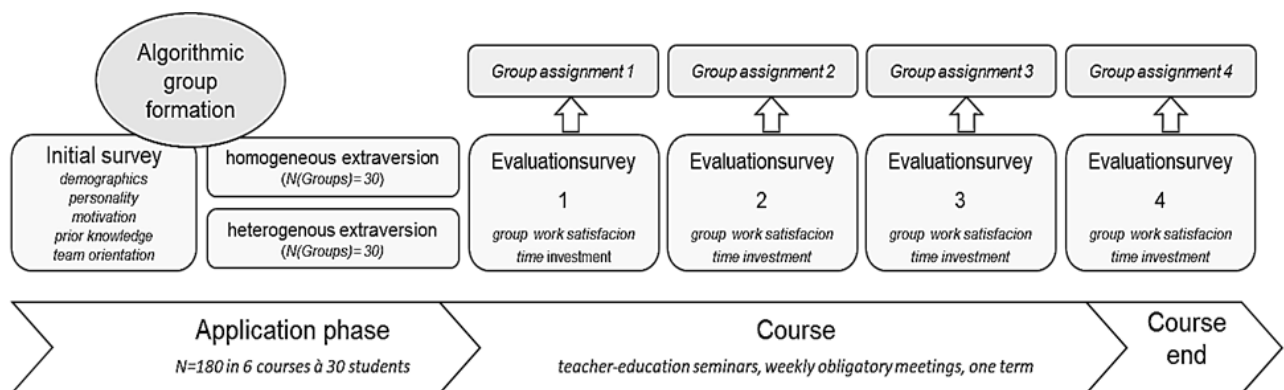 Algorithmic
group
formation
Initial survey
demographics
personality
motivation
prior knowledge
team orientation
homogeneous extraversion
(N(Groups)= 30)
heterogenous extraversion
(N(Groups)= 30)
Group assignment 1
Evaluationsurvey
1
group work satisfacion
time investment
Group assignment 2
Evaluationsurvey
2
group work satisfacion
time investment
Group assignment 3
Evaluationsurvey
3
group work satisfacion
time investment
Group assignment 4
Evaluationsurvey
4
group work satisfacion
time investment
Application phase
N=180 in 6 courses à 30 students
Course
teacher-education seminars, weekly obligatory meetings, one term
Course
end